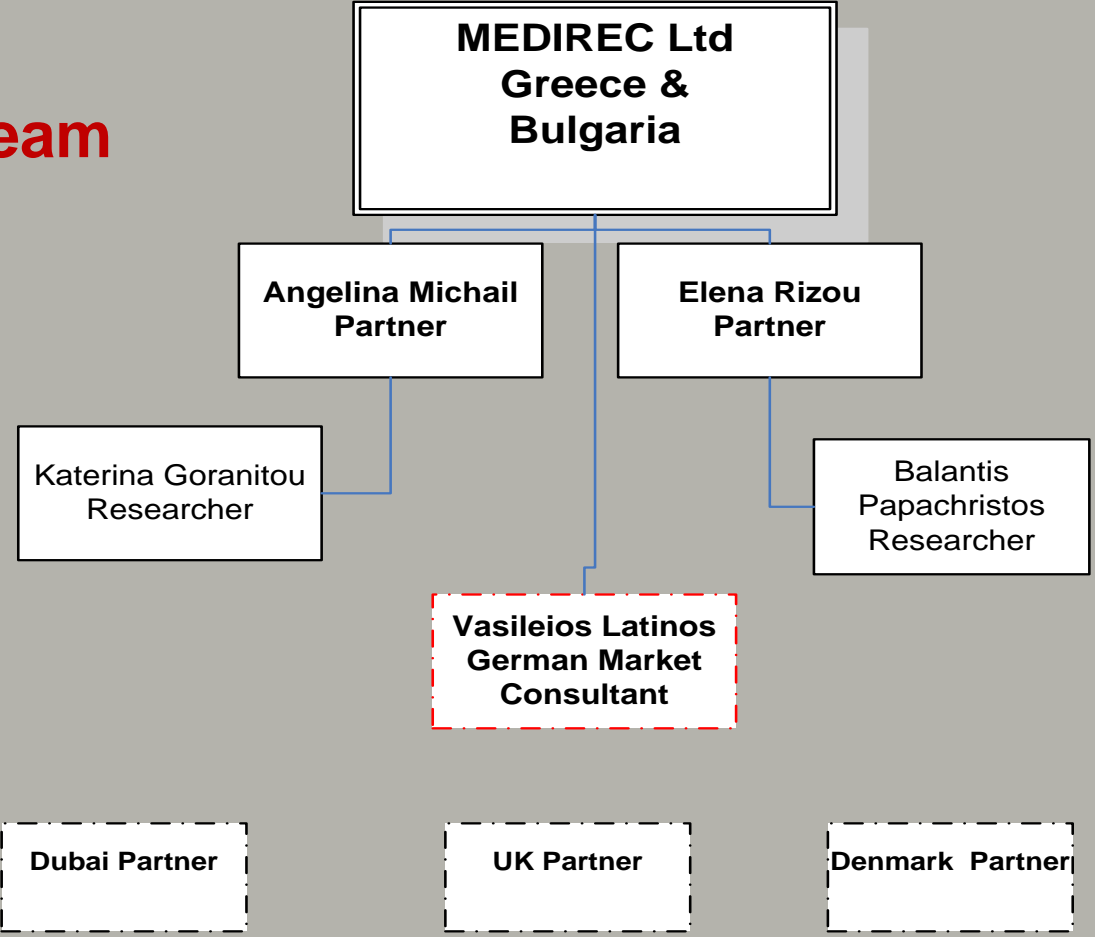 MEDIREC Ltd
Greece &
Bulgaria
eam
Angelina Michail
Partner
Elena Rizou
Partner
Katerina Goranitou
Researcher
Balantis
Papachristos
Researcher
Vasileios Latinos
German Market
Consultant
Dubai Partner
UK Partner
Denmark Partner